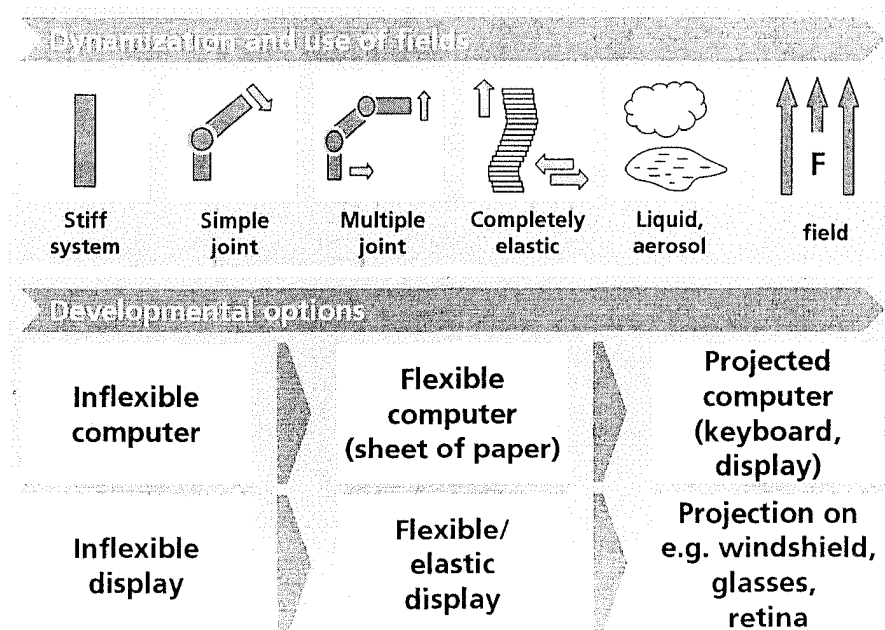 Dynamization and use of fields
F
Stiff
system
Simple
joint
Multiple
joint
Completely
elastic
Liquid,
aerosol
field
Developmental options
Inflexible
computer
Flexible
computer
(sheet of paper)
Projected
computer
(keyboard,
display)
Inflexible
display
Flexible/
elastic
display
Projection on
e.g. windshield,
glasses,
retina